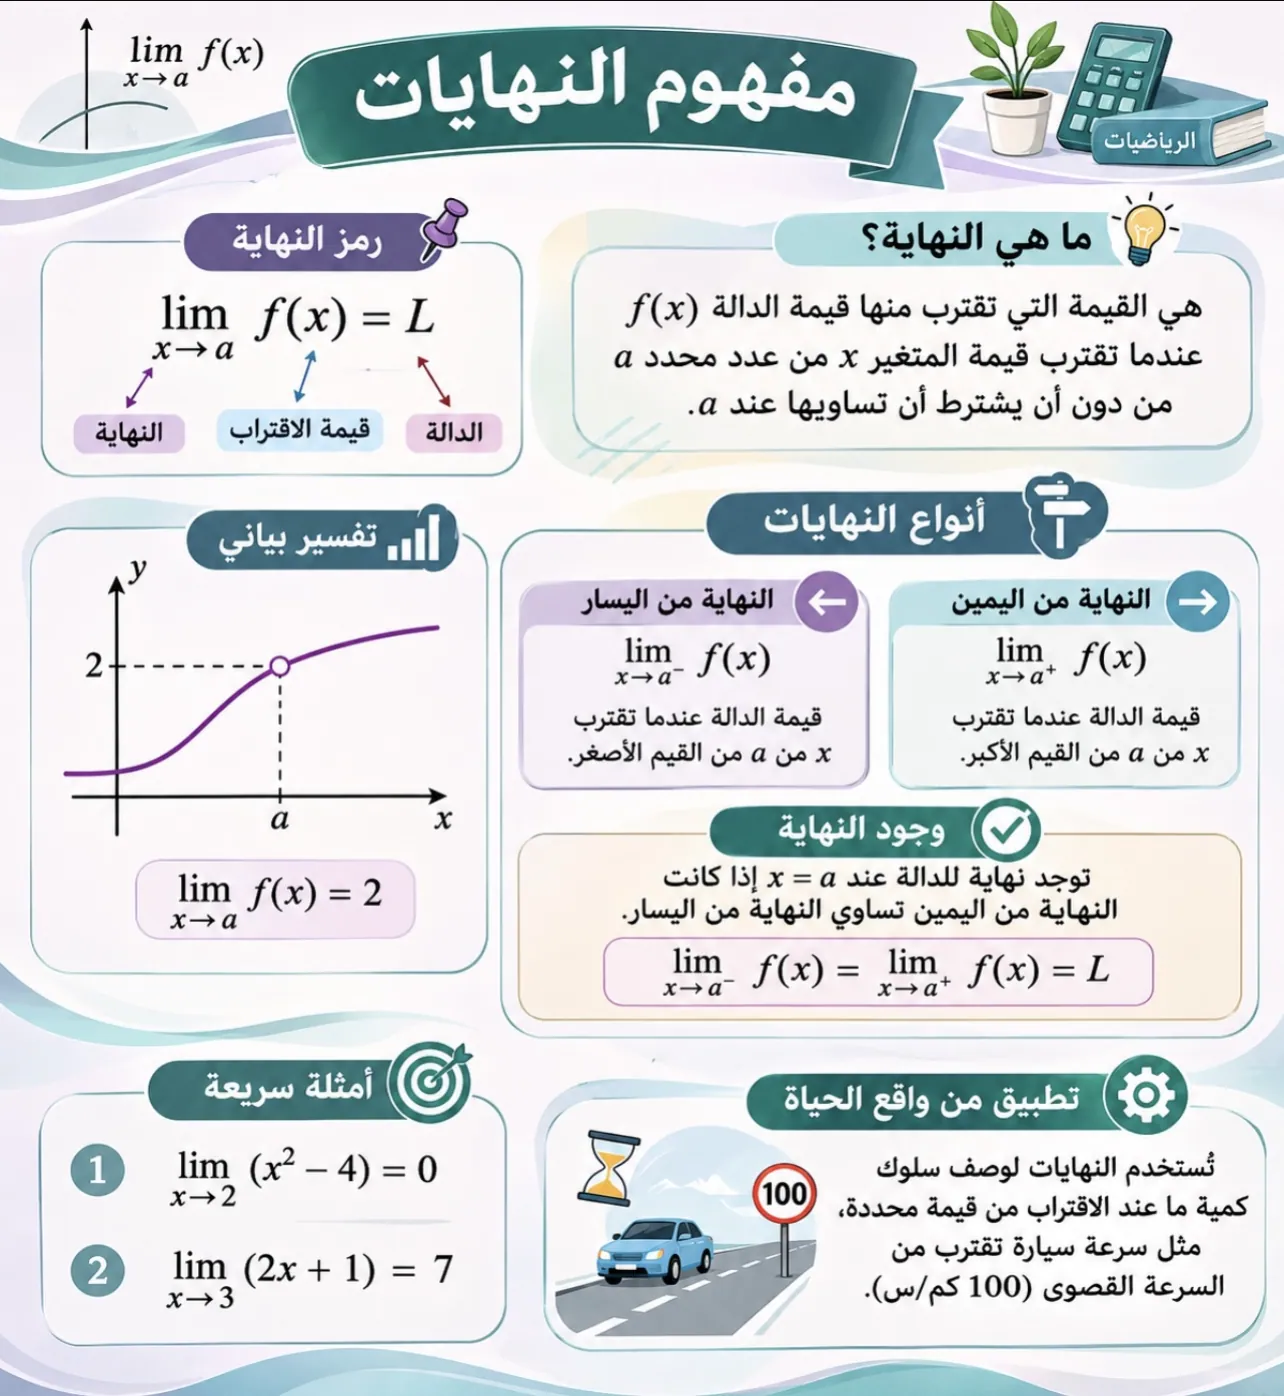 lim f(x)
x→a
مفهوم النهايات
الرياضيات
ما هي النهاية؟
هي القيمة التي تقترب منها قيمة الدالة f(x)
عندما تقترب قيمة المتغير x من عدد محدد a
من دون أن يشترط أن تساويها عند a.
رمز النهاية
lim f(x) = L
x→a
الدالة
قيمة الاقتراب
النهاية
أنواع النهايات
النهاية من اليمين
lim f(x)
x→a⁺
قيمة الدالة عندما تقترب
x من a من القيم الأكبر.
النهاية من اليسار
lim f(x)
x→a⁻
قيمة الدالة عندما تقترب
x من a من القيم الأصغر.
وجود النهاية
توجد نهاية للدالة عند x = a إذا كانت
النهاية من اليمين تساوي النهاية من اليسار.
lim f(x) = lim f(x) = L
x→a⁻ x→a⁺
تفسير بياني
y
2
a
x
lim f(x) = 2
x→a
تطبيق من واقع الحياة
تُستخدم النهايات لوصف سلوك
كمية ما عند الاقتراب من قيمة محددة،
مثل سرعة سيارة تقترب من
السرعة القصوى (100 كم/س).
100
أمثلة سريعة
1
lim (x² − 4) = 0
x→2
2
lim (2x + 1) = 7
x→3